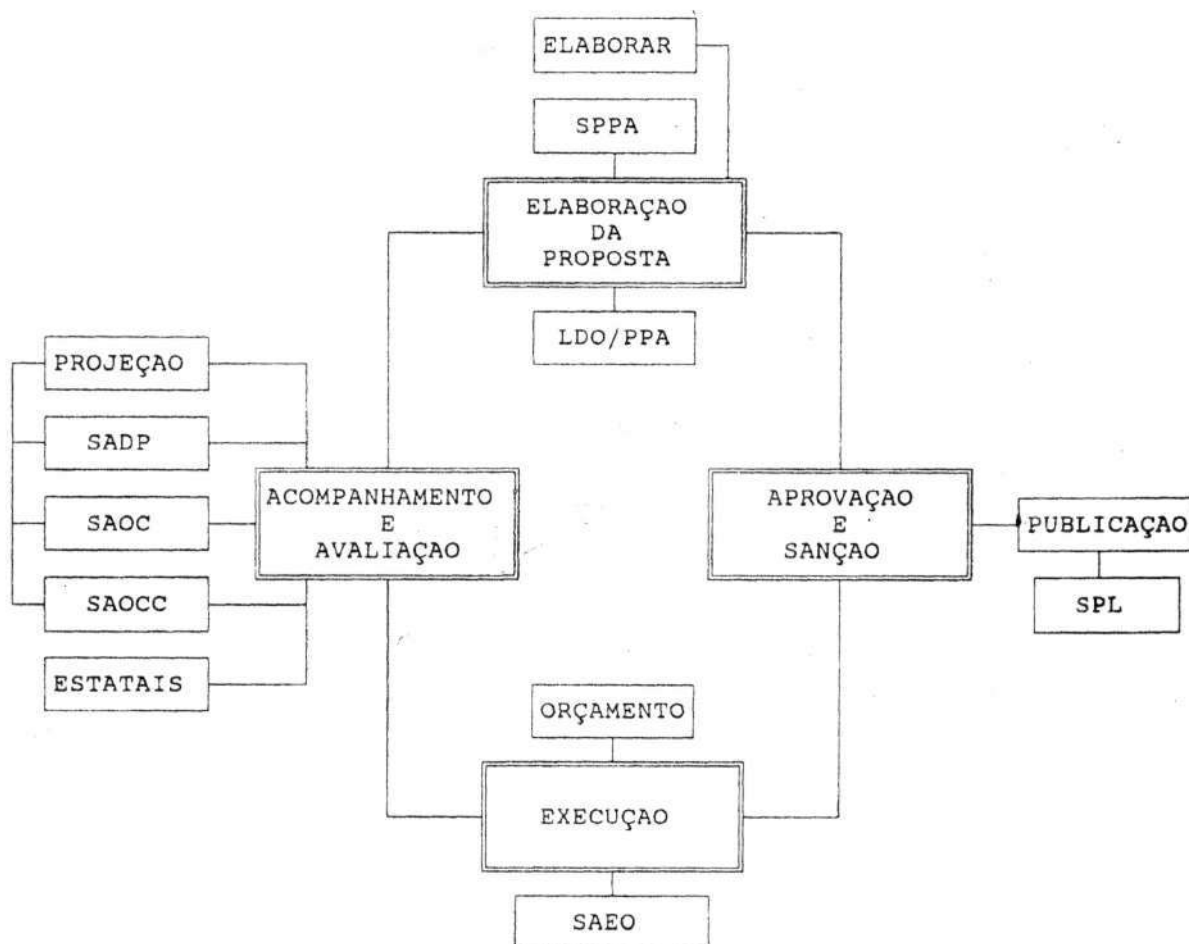 ELABORAR
SPPA
ELABORAÇAO
DA
PROPOSTA
LDO/PPA
PROJEÇAO
SADP
SAOC
SAOCC
ESTATAIS
ACOMPANHAMENTO
E
AVALIAÇAO
APROVAÇAO
E
SANÇAO
PUBLICAÇAO
SPL
ORÇAMENTO
EXECUÇAO
SAEO